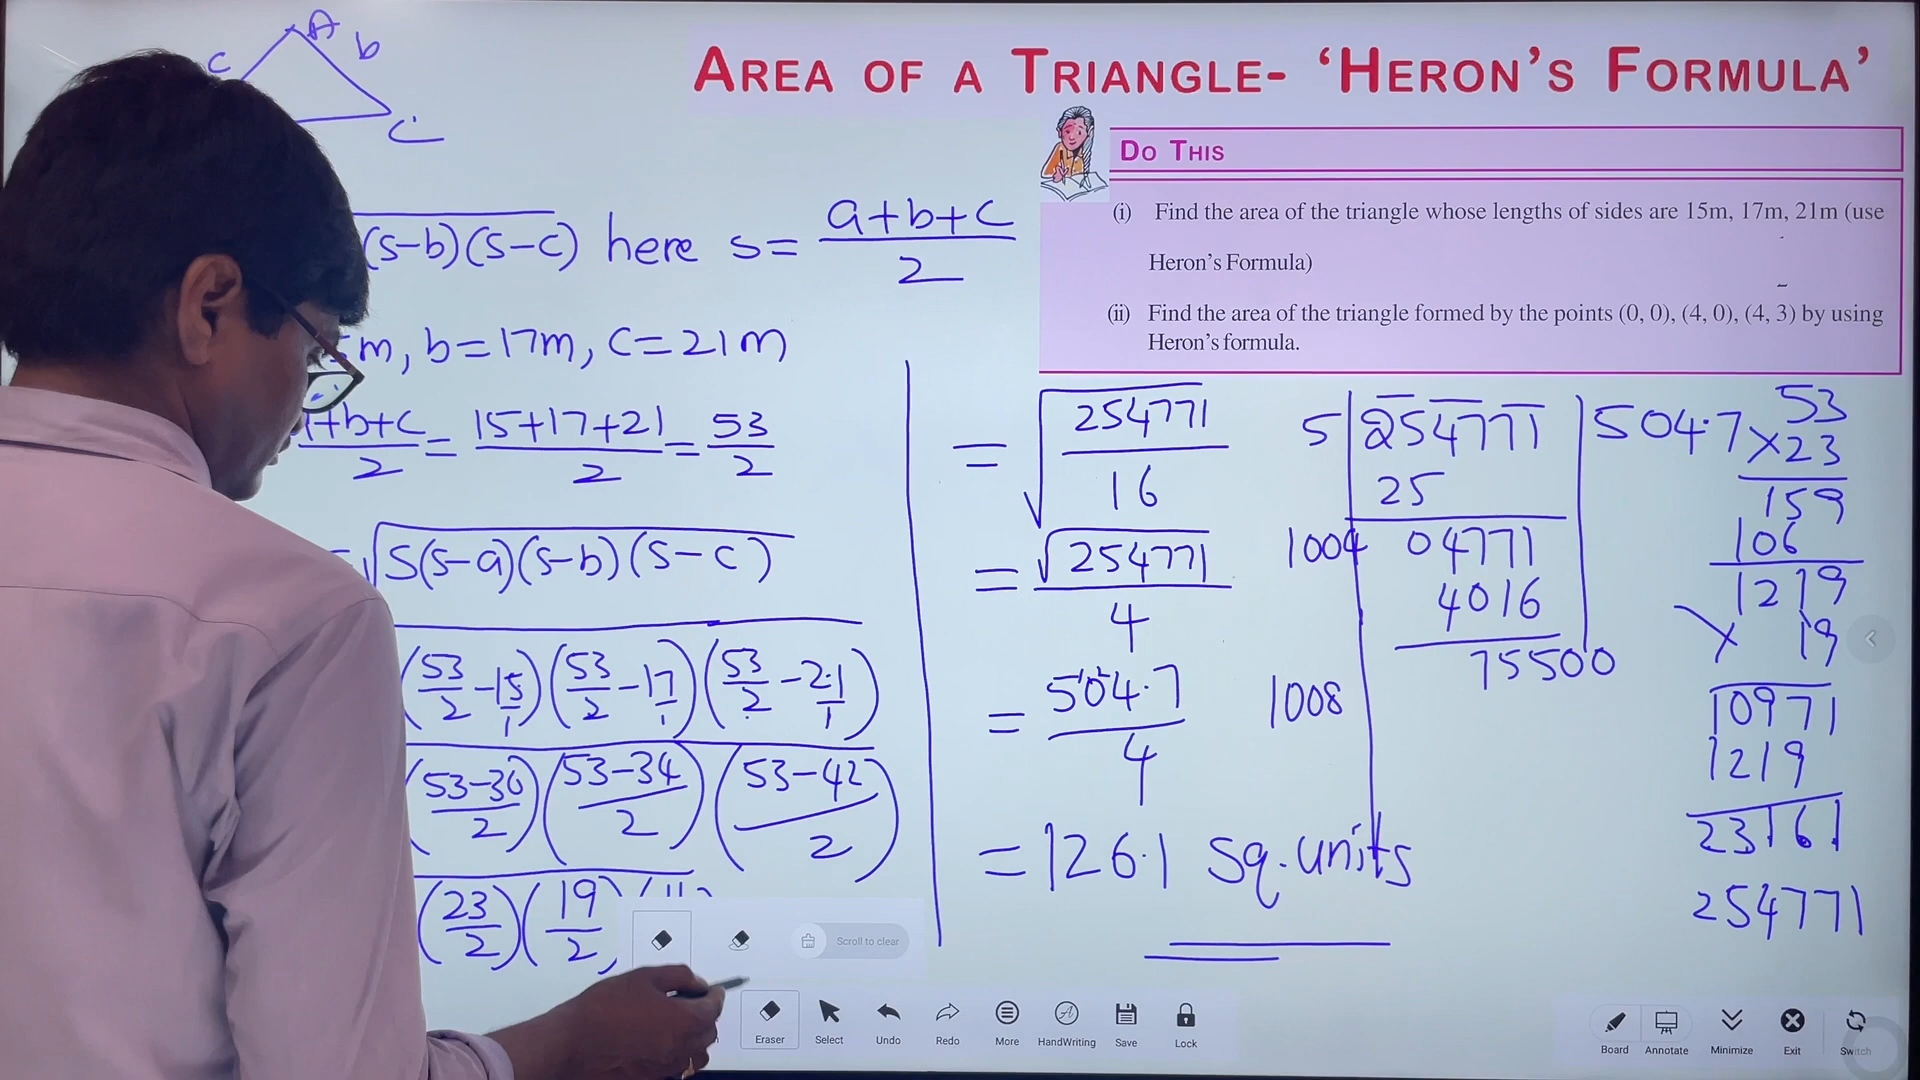 AREA OF A TRIANGLE- ‘HERON’S FORMULA’
DO THIS
(i) Find the area of the triangle whose lengths of sides are 15m, 17m, 21m (use
Heron’s Formula)
(ii) Find the area of the triangle formed by the points (0, 0), (4, 0), (4, 3) by using
Heron’s formula.
A
b
c
C
(s-b)(s-c) here s= a+b+c
2
m, b=17m, c=21m
+b+c/2 = 15+17+21/2 = 53/2
=√S(s-a)(s-b)(s-c)
(53/2 -15/1)(53/2 -17/1)(53/2 -21/1)
(53-30/2)(53-34/2)(53-42/2)
(23/2)(19/2)
=√254771/16
=√254771/4
=504.7/4
=126.1 sq.units
5 254771 504.7
25
1004 04771
4016
75500
1008
53
×23
159
106
1219
× 19
10971
1219
23161
254771
Scroll to clear
Eraser
Select
Undo
Redo
More
HandWriting
Save
Lock
Board
Annotate
Minimize
Exit
Switch